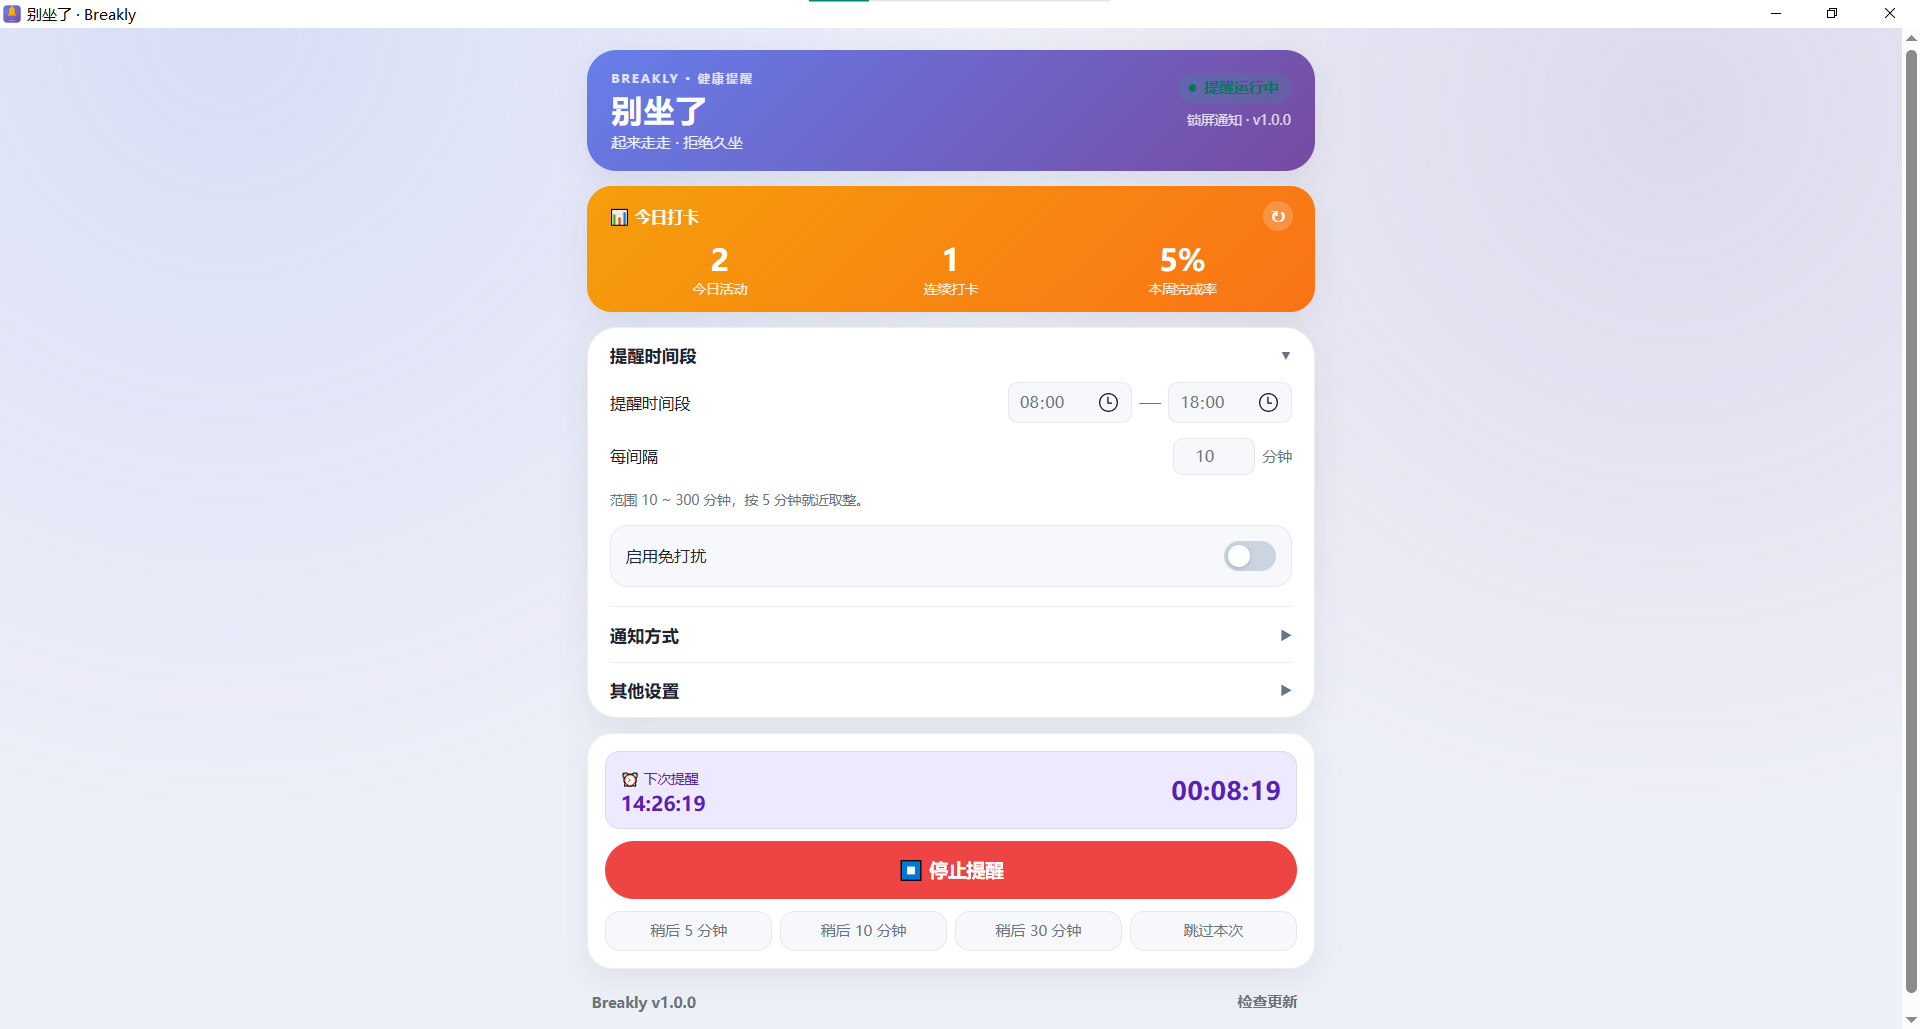 别坐了 · Breakly
BREAKLY • 健康提醒
别坐了
起来走走 · 拒绝久坐
提醒运行中
锁屏通知 · v1.0.0
📊 今日打卡
↻
2
今日活动
1
连续打卡
5%
本周完成率
提醒时间段
提醒时间段
08:00 — 18:00
每间隔
10 分钟
范围 10 ~ 300 分钟，按 5 分钟就近取整。
启用免打扰
通知方式
其他设置
⏰ 下次提醒
14:26:19
00:08:19
停止提醒
稍后 5 分钟
稍后 10 分钟
稍后 30 分钟
跳过本次
Breakly v1.0.0
检查更新